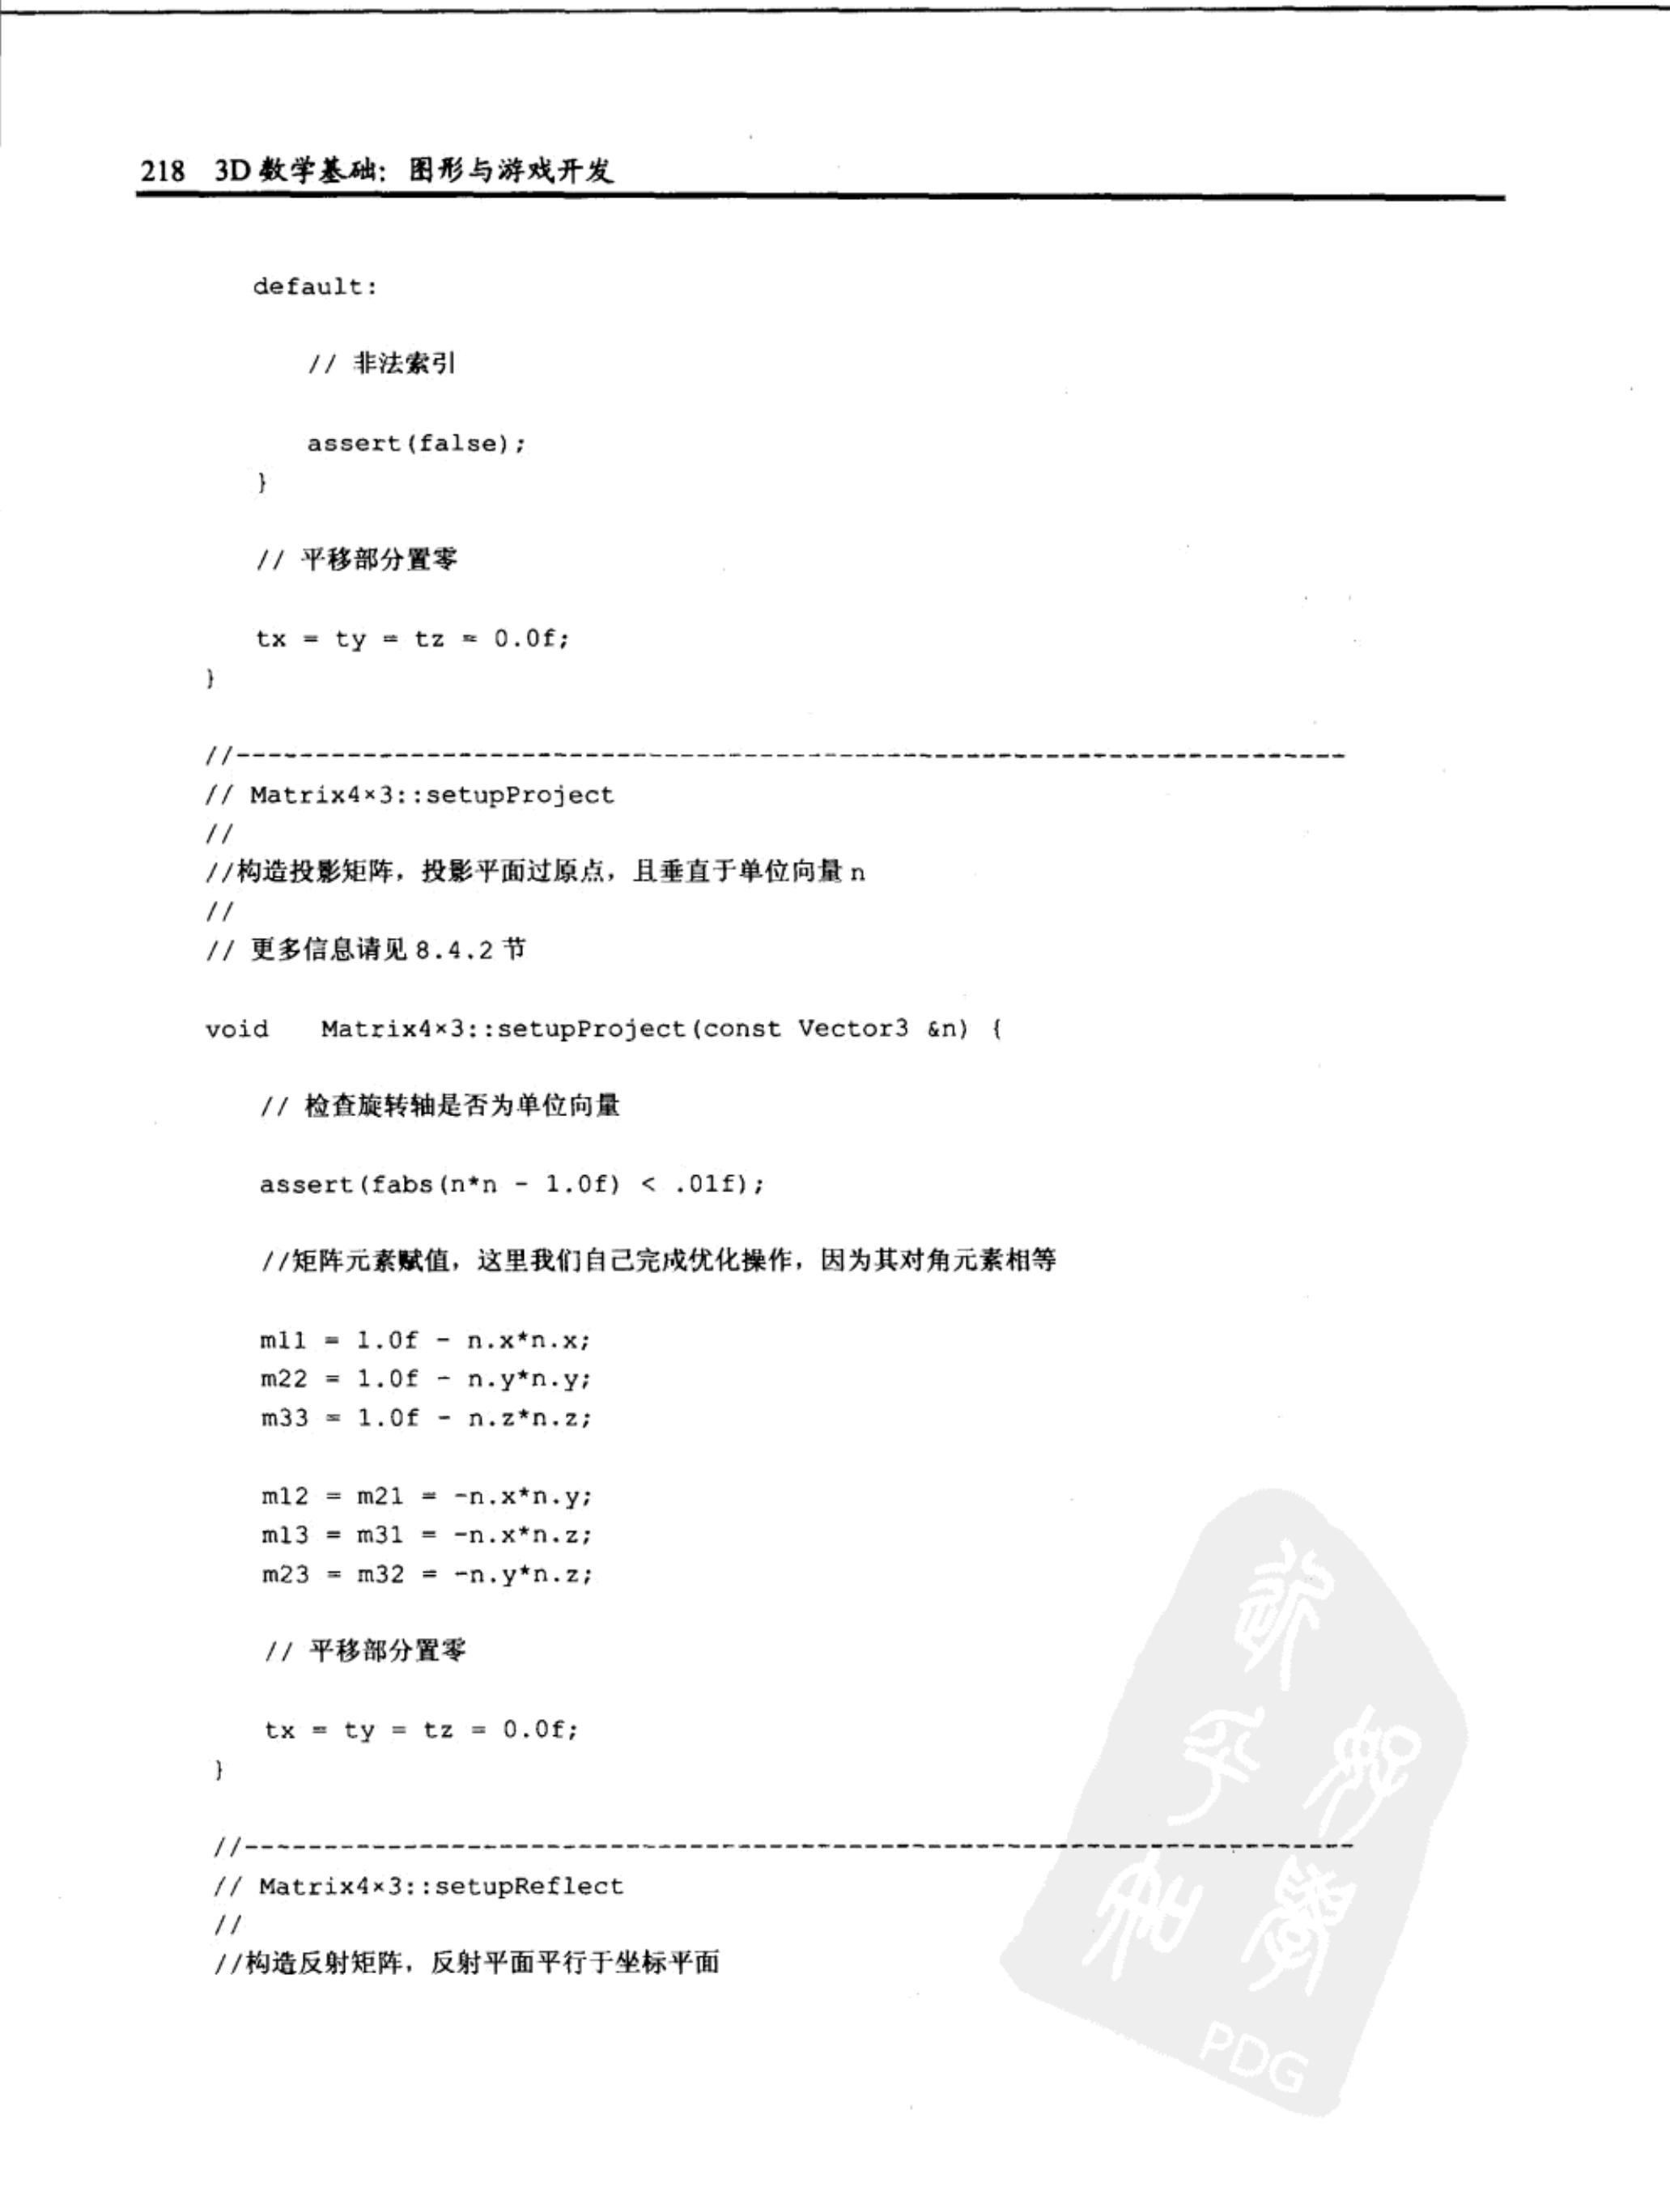 218 3D 数学基础：图形与游戏开发
default:
// 非法索引
assert(false);
}
// 平移部分置零
tx = ty = tz = 0.0f;
}
//----------------------------------------------------------------------
// Matrix4×3::setupProject
//
//构造投影矩阵，投影平面过原点，且垂直于单位向量 n
//
// 更多信息请见 8.4.2 节
void Matrix4×3::setupProject(const Vector3 &n) {
// 检查旋转轴是否为单位向量
assert(fabs(n*n - 1.0f) < .01f);
//矩阵元素赋值，这里我们自己完成优化操作，因为其对角元素相等
m11 = 1.0f - n.x*n.x;
m22 = 1.0f - n.y*n.y;
m33 = 1.0f - n.z*n.z;
m12 = m21 = -n.x*n.y;
m13 = m31 = -n.x*n.z;
m23 = m32 = -n.y*n.z;
// 平移部分置零
tx = ty = tz = 0.0f;
}
//----------------------------------------------------------------------
// Matrix4×3::setupReflect
//
//构造反射矩阵，反射平面平行于坐标平面
PDG